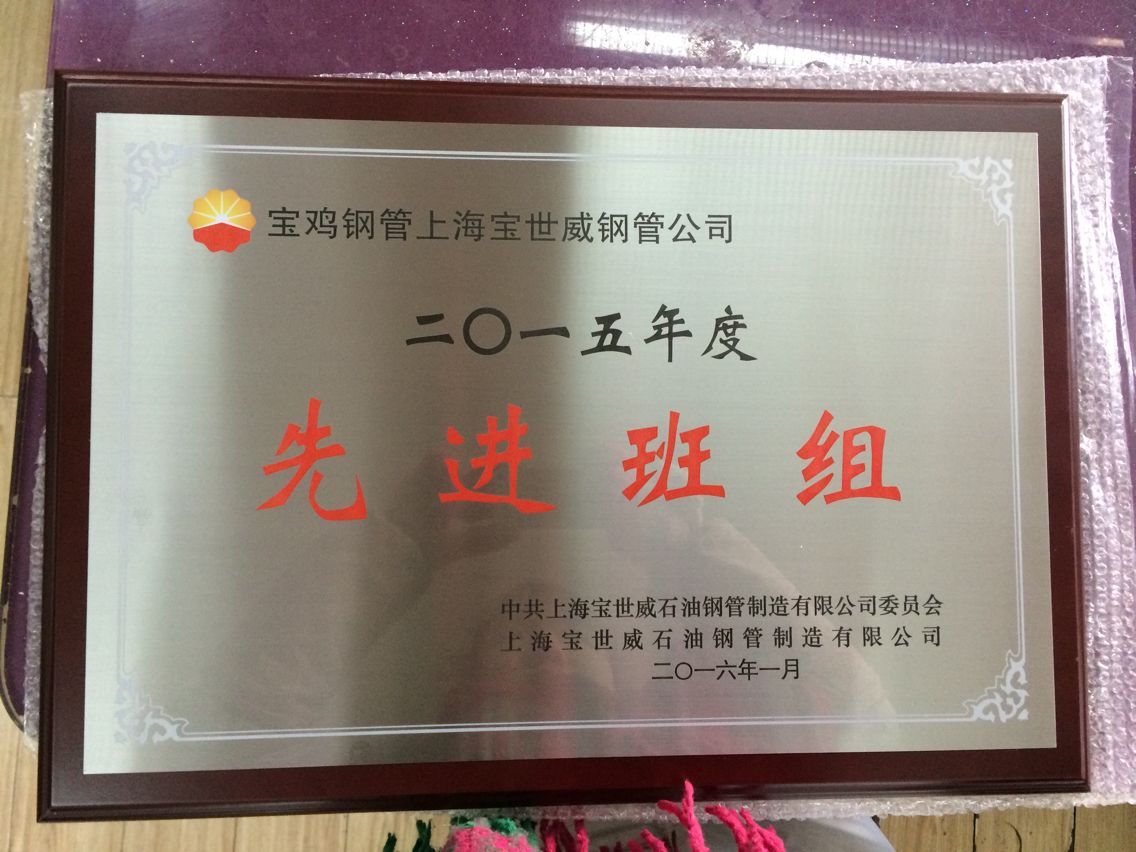 宝鸡钢管上海宝世威钢管公司
二〇一五年度
先进班组
中共上海宝世威石油钢管制造有限公司委员会
上海宝世威石油钢管制造有限公司
二〇一六年一月